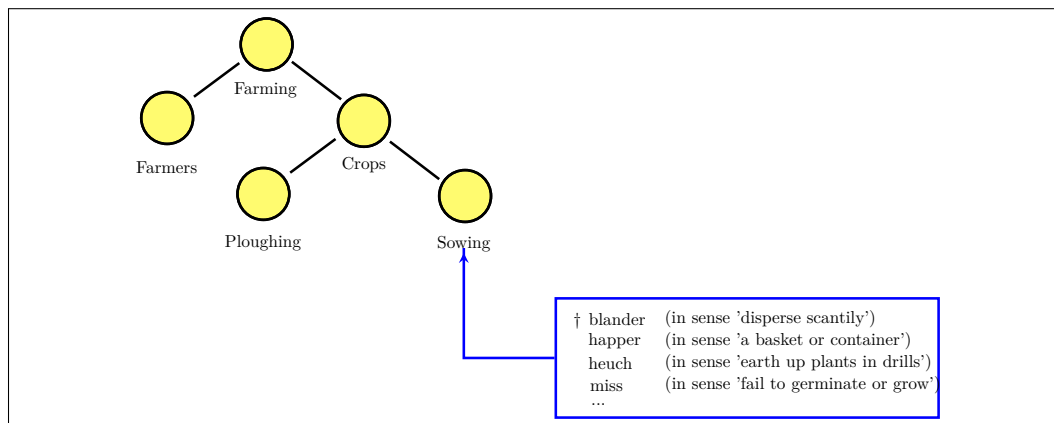 Farming
Farmers
Crops
Ploughing
Sowing
† blander (in sense 'disperse scantily')
happer (in sense 'a basket or container')
heuch (in sense 'earth up plants in drills')
miss (in sense 'fail to germinate or grow')
...